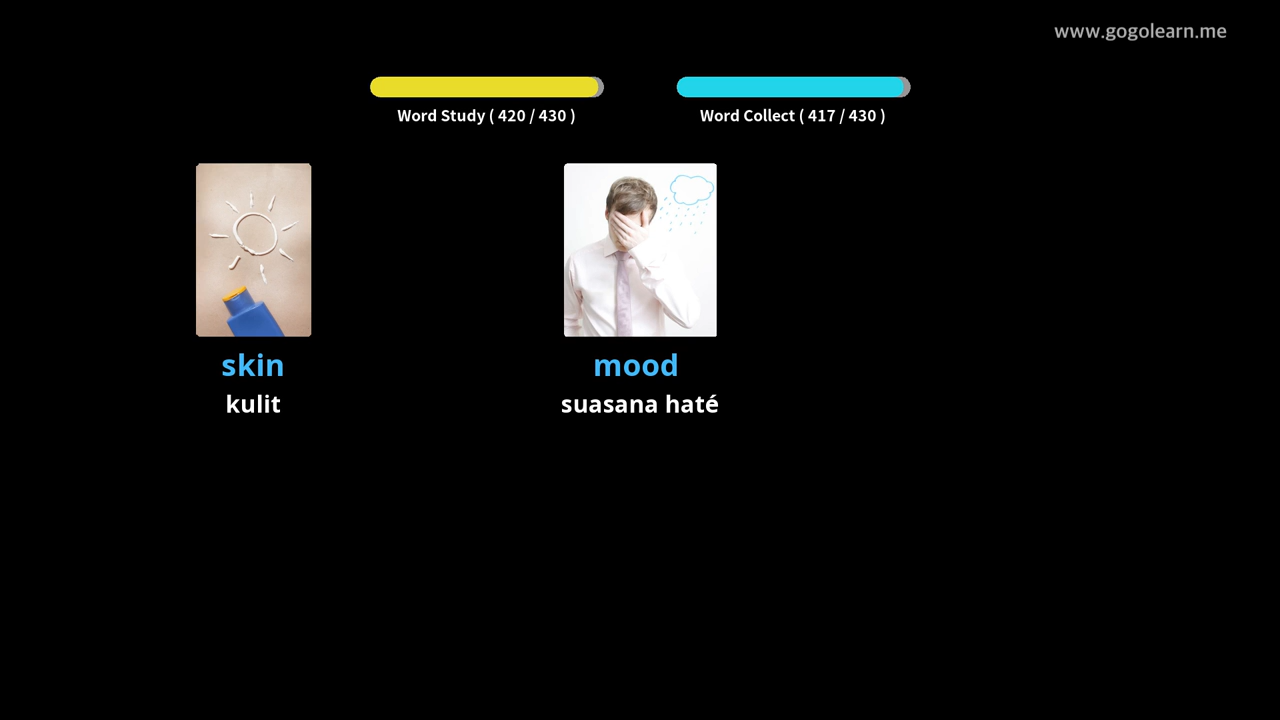 www.gogolearn.me
Word Study ( 420 / 430 )
Word Collect ( 417 / 430 )
skin
kulit
mood
suasana haté